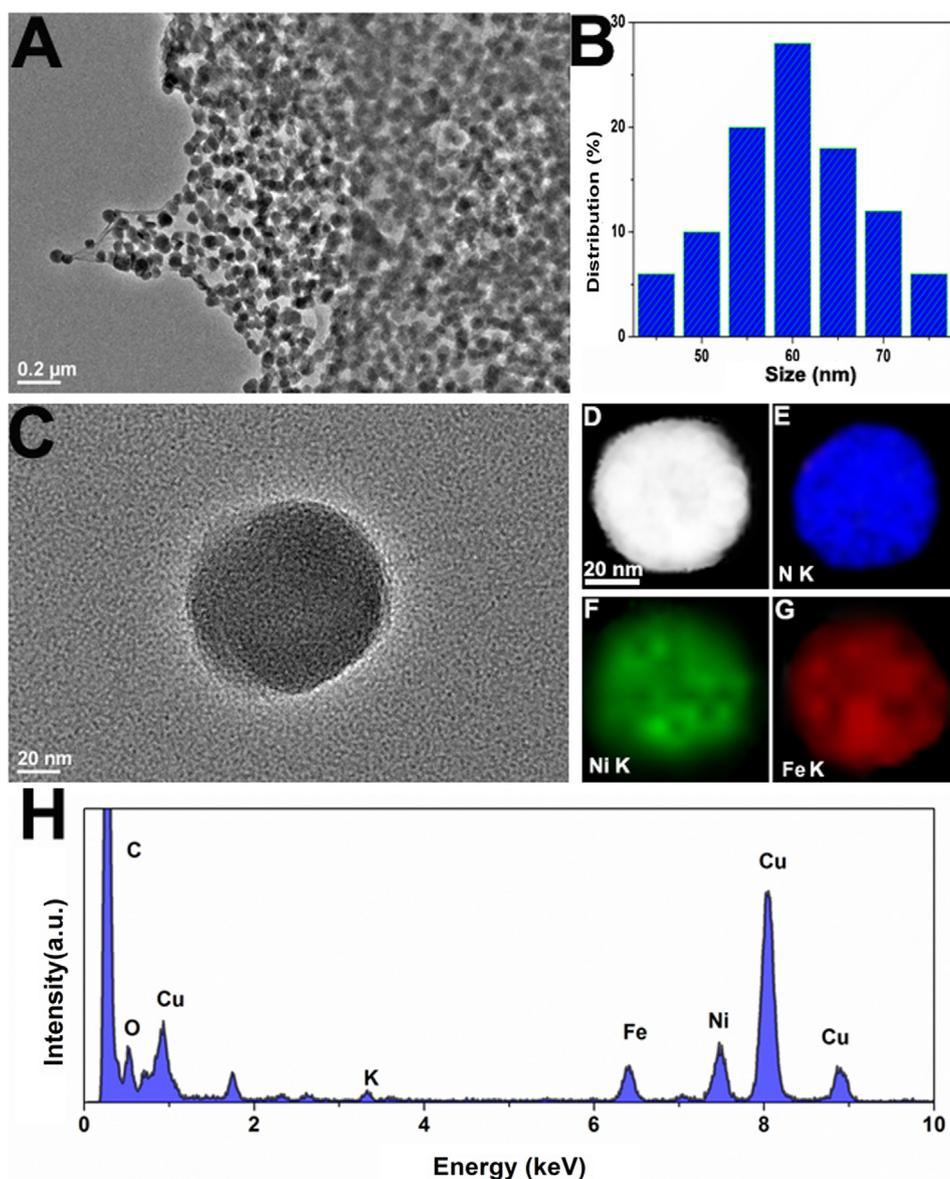 A
0.2 µm
B
30
20
10
0
Distribution (%)
50 60 70
Size (nm)
C
20 nm
D
20 nm
E
N K
F
Ni K
G
Fe K
H
C
O
Cu
K
Fe
Ni
Cu
Cu
Intensity(a.u.)
0 2 4 6 8 10
Energy (keV)